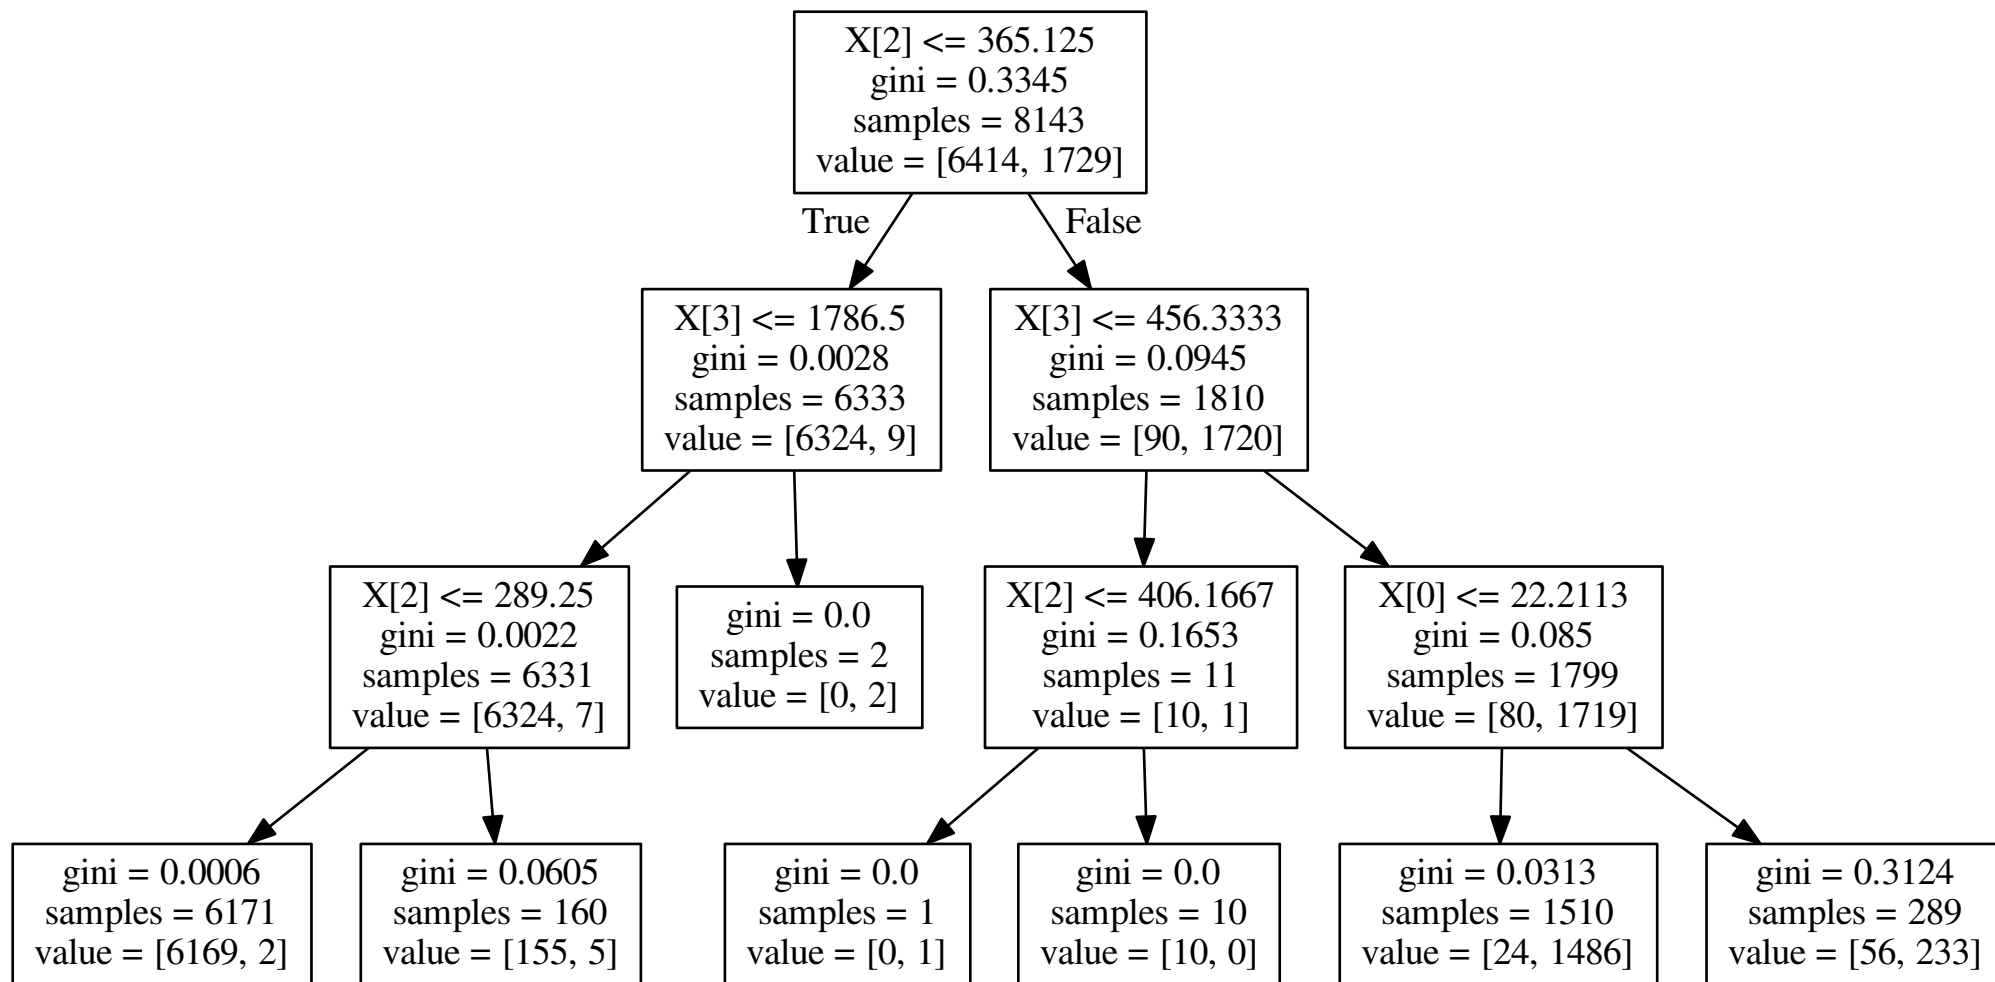 X[2] <= 365.125
gini = 0.3345
samples = 8143
value = [6414, 1729]
True
False
X[3] <= 1786.5
gini = 0.0028
samples = 6333
value = [6324, 9]
X[3] <= 456.3333
gini = 0.0945
samples = 1810
value = [90, 1720]
X[2] <= 289.25
gini = 0.0022
samples = 6331
value = [6324, 7]
gini = 0.0
samples = 2
value = [0, 2]
X[2] <= 406.1667
gini = 0.1653
samples = 11
value = [10, 1]
X[0] <= 22.2113
gini = 0.085
samples = 1799
value = [80, 1719]
gini = 0.0006
samples = 6171
value = [6169, 2]
gini = 0.0605
samples = 160
value = [155, 5]
gini = 0.0
samples = 1
value = [0, 1]
gini = 0.0
samples = 10
value = [10, 0]
gini = 0.0313
samples = 1510
value = [24, 1486]
gini = 0.3124
samples = 289
value = [56, 233]